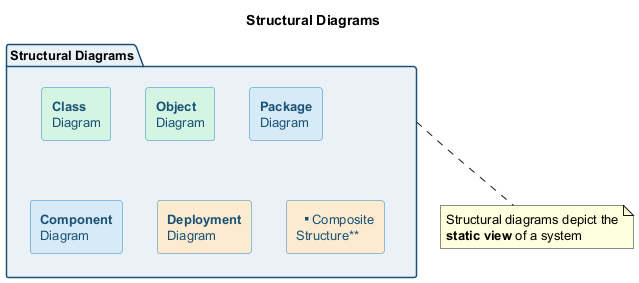 Structural Diagrams
Structural Diagrams
Class
Diagram
Object
Diagram
Package
Diagram
Component
Diagram
Deployment
Diagram
▪ Composite
Structure**
Structural diagrams depict the
static view of a system